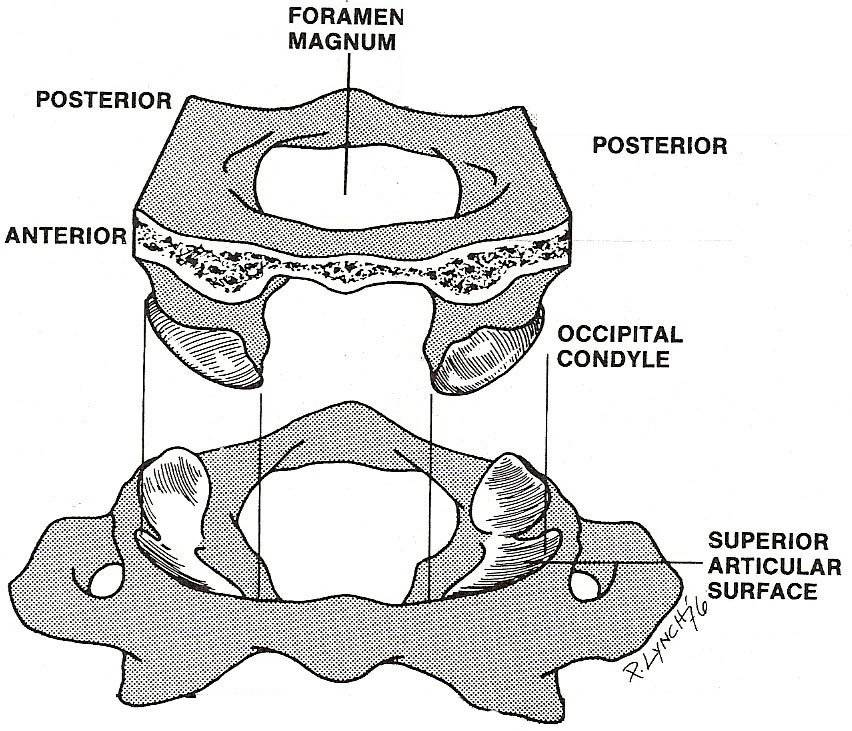 FORAMEN
MAGNUM
POSTERIOR
POSTERIOR
ANTERIOR
OCCIPITAL
CONDYLE
SUPERIOR
ARTICULAR
SURFACE
P. LYNCH '76